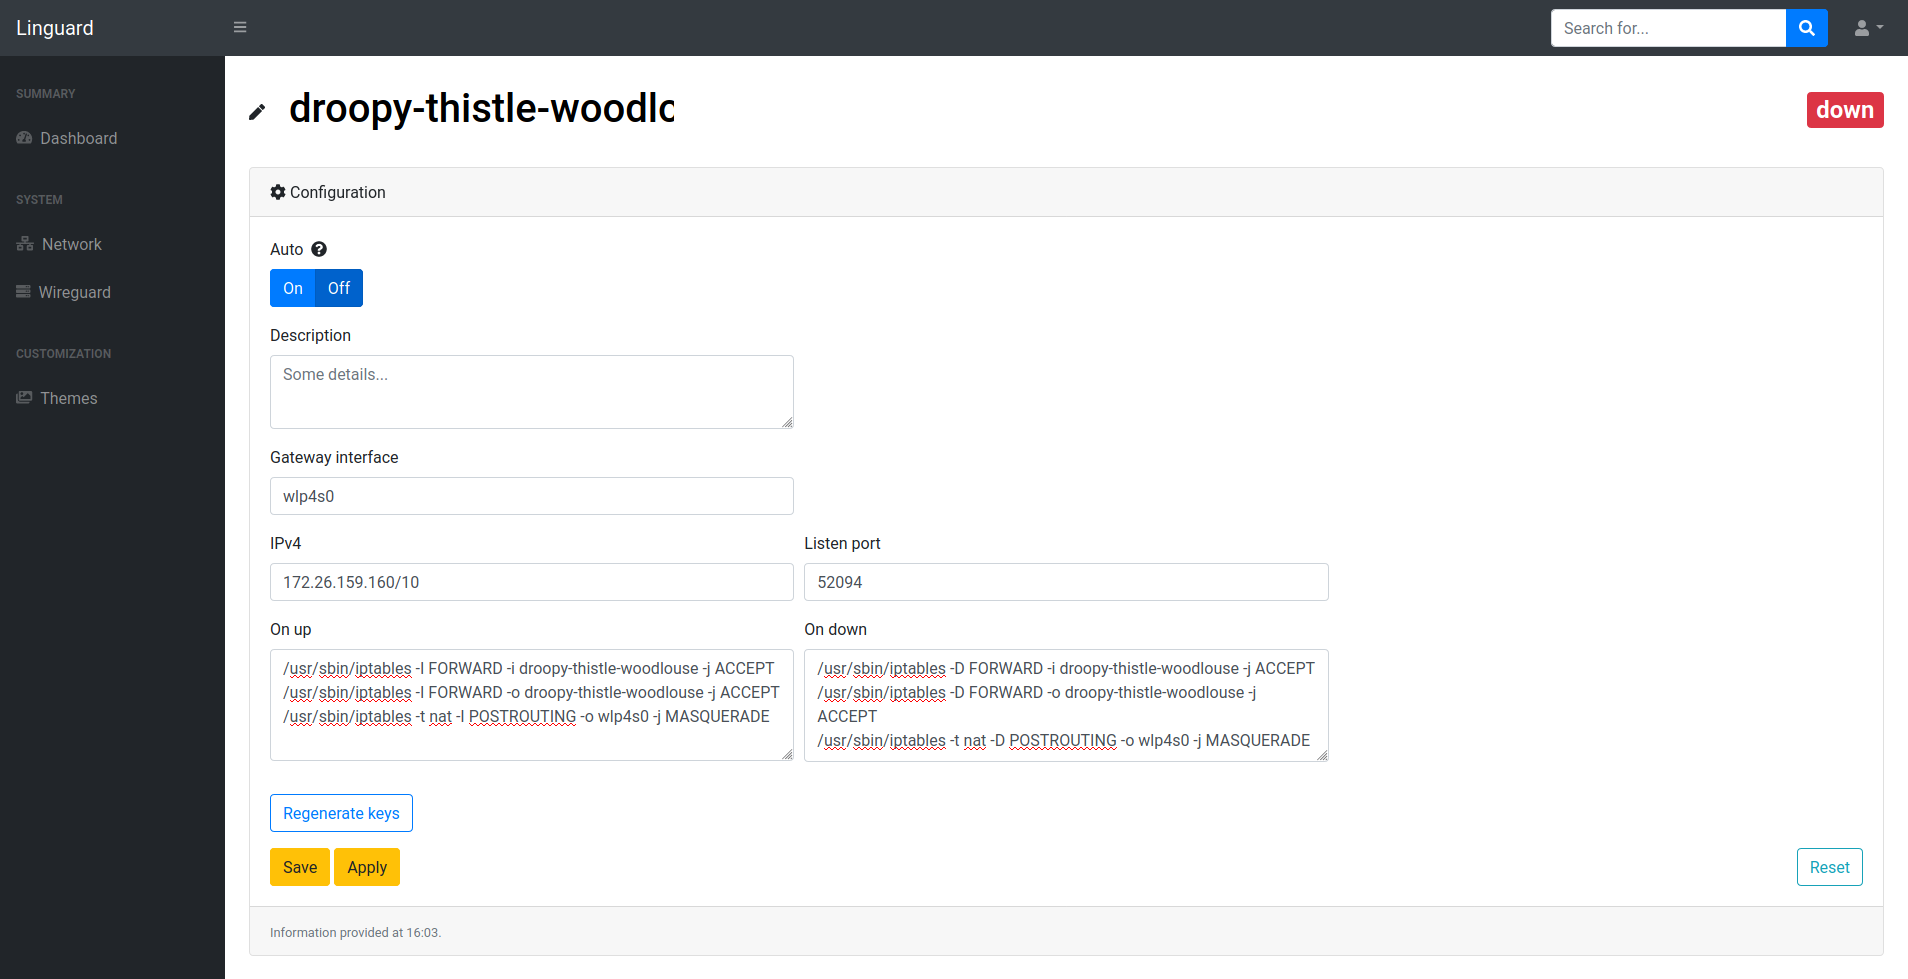 Linguard
Search for...
SUMMARY
Dashboard
SYSTEM
Network
Wireguard
CUSTOMIZATION
Themes
droopy-thistle-woodlo
down
Configuration
Auto
On Off
Description
Some details...
Gateway interface
wlp4s0
IPv4
172.26.159.160/10
Listen port
52094
On up
/usr/sbin/iptables -I FORWARD -i droopy-thistle-woodlouse -j ACCEPT
/usr/sbin/iptables -I FORWARD -o droopy-thistle-woodlouse -j ACCEPT
/usr/sbin/iptables -t nat -I POSTROUTING -o wlp4s0 -j MASQUERADE
On down
/usr/sbin/iptables -D FORWARD -i droopy-thistle-woodlouse -j ACCEPT
/usr/sbin/iptables -D FORWARD -o droopy-thistle-woodlouse -j
ACCEPT
/usr/sbin/iptables -t nat -D POSTROUTING -o wlp4s0 -j MASQUERADE
Regenerate keys
Save Apply
Reset
Information provided at 16:03.